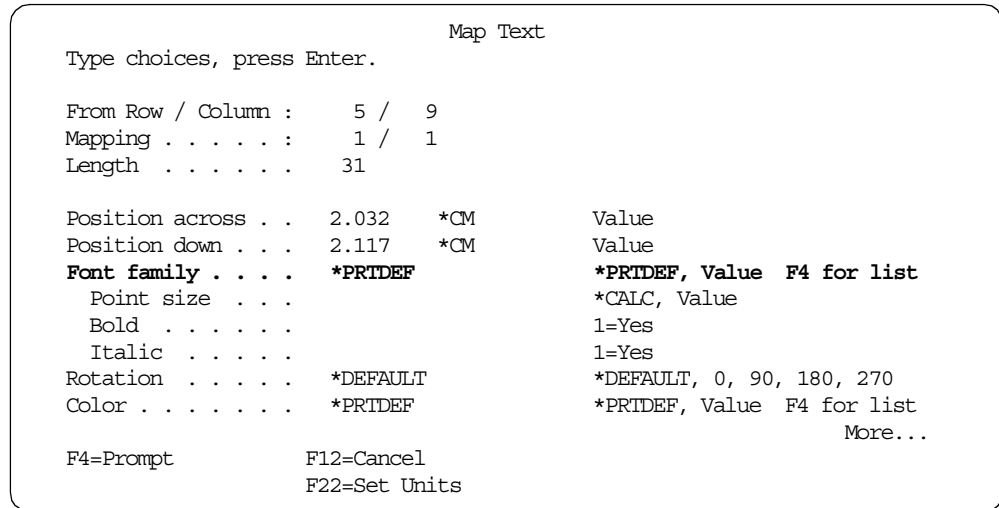 Map Text
Type choices, press Enter.
From Row / Column :     5 /   9
Mapping . . . . . :     1 /   1
Length  . . . . . .    31
Position across . .   2.032    *CM            Value
Position down . . .   2.117    *CM            Value
Font family . . . .   *PRTDEF                 *PRTDEF, Value  F4 for list
  Point size  . . .                           *CALC, Value
  Bold  . . . . . .                           1=Yes
  Italic  . . . . .                           1=Yes
Rotation  . . . . .   *DEFAULT                *DEFAULT, 0, 90, 180, 270
Color . . . . . . .   *PRTDEF                 *PRTDEF, Value  F4 for list
More...
F4=Prompt           F12=Cancel
F22=Set Units